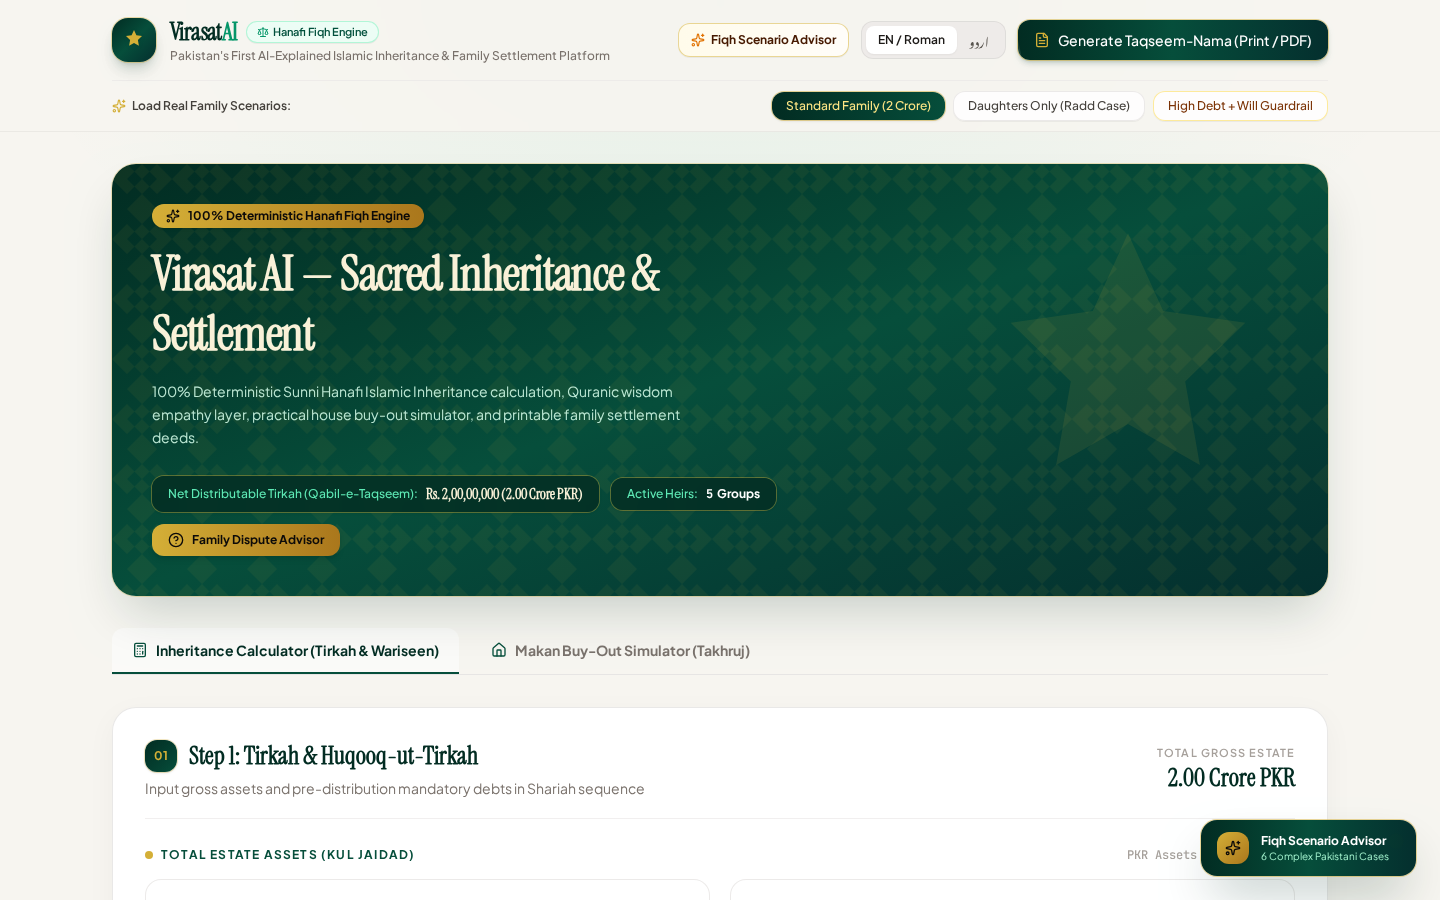 VirasatAI
Hanafi Fiqh Engine
Pakistan's First AI-Explained Islamic Inheritance & Family Settlement Platform
Fiqh Scenario Advisor
EN / Roman
اردو
Generate Taqseem-Nama (Print / PDF)
Load Real Family Scenarios:
Standard Family (2 Crore)
Daughters Only (Radd Case)
High Debt + Will Guardrail
100% Deterministic Hanafi Fiqh Engine
Virasat AI — Sacred Inheritance &
Settlement
100% Deterministic Sunni Hanafi Islamic Inheritance calculation, Quranic wisdom
empathy layer, practical house buy-out simulator, and printable family settlement
deeds.
Net Distributable Tirkah (Qabil-e-Taqseem): Rs. 2,00,00,000 (2.00 Crore PKR)
Active Heirs: 5 Groups
Family Dispute Advisor
Inheritance Calculator (Tirkah & Wariseen)
Makan Buy-Out Simulator (Takhruj)
01
Step 1: Tirkah & Huqooq-ut-Tirkah
Input gross assets and pre-distribution mandatory debts in Shariah sequence
TOTAL GROSS ESTATE
2.00 Crore PKR
TOTAL ESTATE ASSETS (KUL JAIDAD)
PKR Assets
Fiqh Scenario Advisor
6 Complex Pakistani Cases